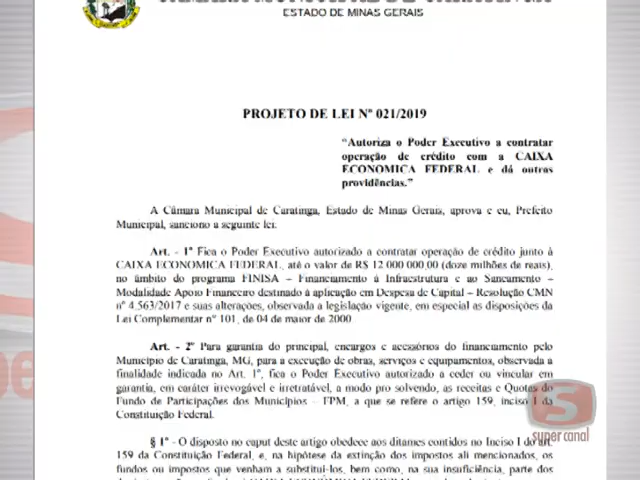 ESTADO DE MINAS GERAIS
PROJETO DE LEI Nº 021/2019
“Autoriza o Poder Executivo a contratar
operação de crédito com a CAIXA
ECONOMICA FEDERAL e dá outras
providências.”
A Câmara Municipal de Caratinga, Estado de Minas Gerais, aprova e eu, Prefeito
Municipal, sanciono a seguinte lei:
Art. - 1º Fica o Poder Executivo autorizado a contratar operação de crédito junto à
CAIXA ECONOMICA FEDERAL, até o valor de R$ 12.000.000,00 (doze milhões de reais),
no âmbito do programa FINISA – Financiamento à Infraestrutura e ao Saneamento –
Modalidade Apoio Financeiro destinado à aplicação em Despesa de Capital – Resolução CMN
nº 4.563/2017 e suas alterações, observada a legislação vigente, em especial as disposições da
Lei Complementar nº 101, de 04 de maio de 2000.
Art. - 2º Para garantia do principal, encargos e acessórios do financiamento pelo
Município de Caratinga, MG, para a execução de obras, serviços e equipamentos, observada a
finalidade indicada no Art. 1º, fica o Poder Executivo autorizado a ceder ou vincular em
garantia, em caráter irrevogável e irretratável, a modo pro solvendo, as receitas e Quotas do
Fundo de Participações dos Municípios – FPM, a que se refere o artigo 159, inciso I da
Constituição Federal.
§ 1º - O disposto no caput deste artigo obedece aos ditames contidos no Inciso I do art.
159 da Constituição Federal, e, na hipótese da extinção dos impostos ali mencionados, os
fundos ou impostos que venham a substituí-los, bem como, na sua insuficiência, parte dos
S
super canal